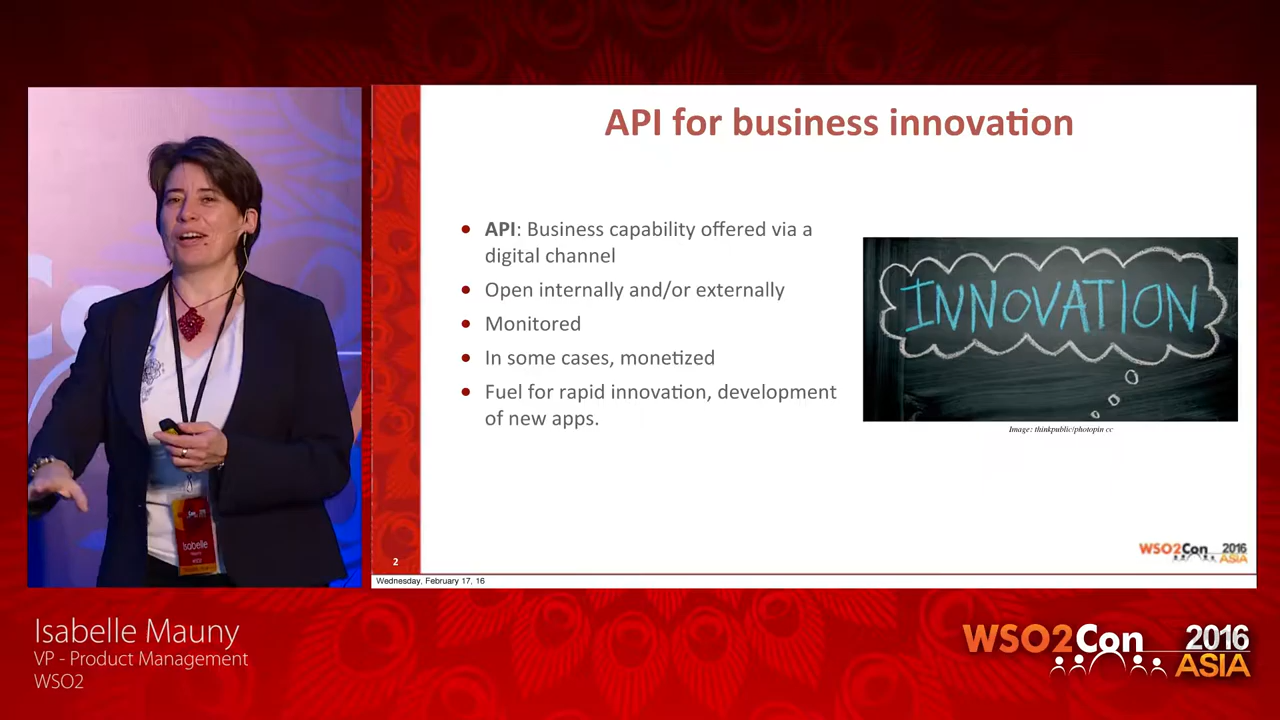 API for business innovation
• API: Business capability offered via a
digital channel
• Open internally and/or externally
• Monitored
• In some cases, monetized
• Fuel for rapid innovation, development
of new apps.
INNOVATION
Image: thinkpublic/photopin cc
WSO2Con 2016
ASIA
2
Wednesday, February 17, 16
Isabelle
Isabelle Mauny
VP - Product Management
WSO2
WSO2Con 2016
ASIA